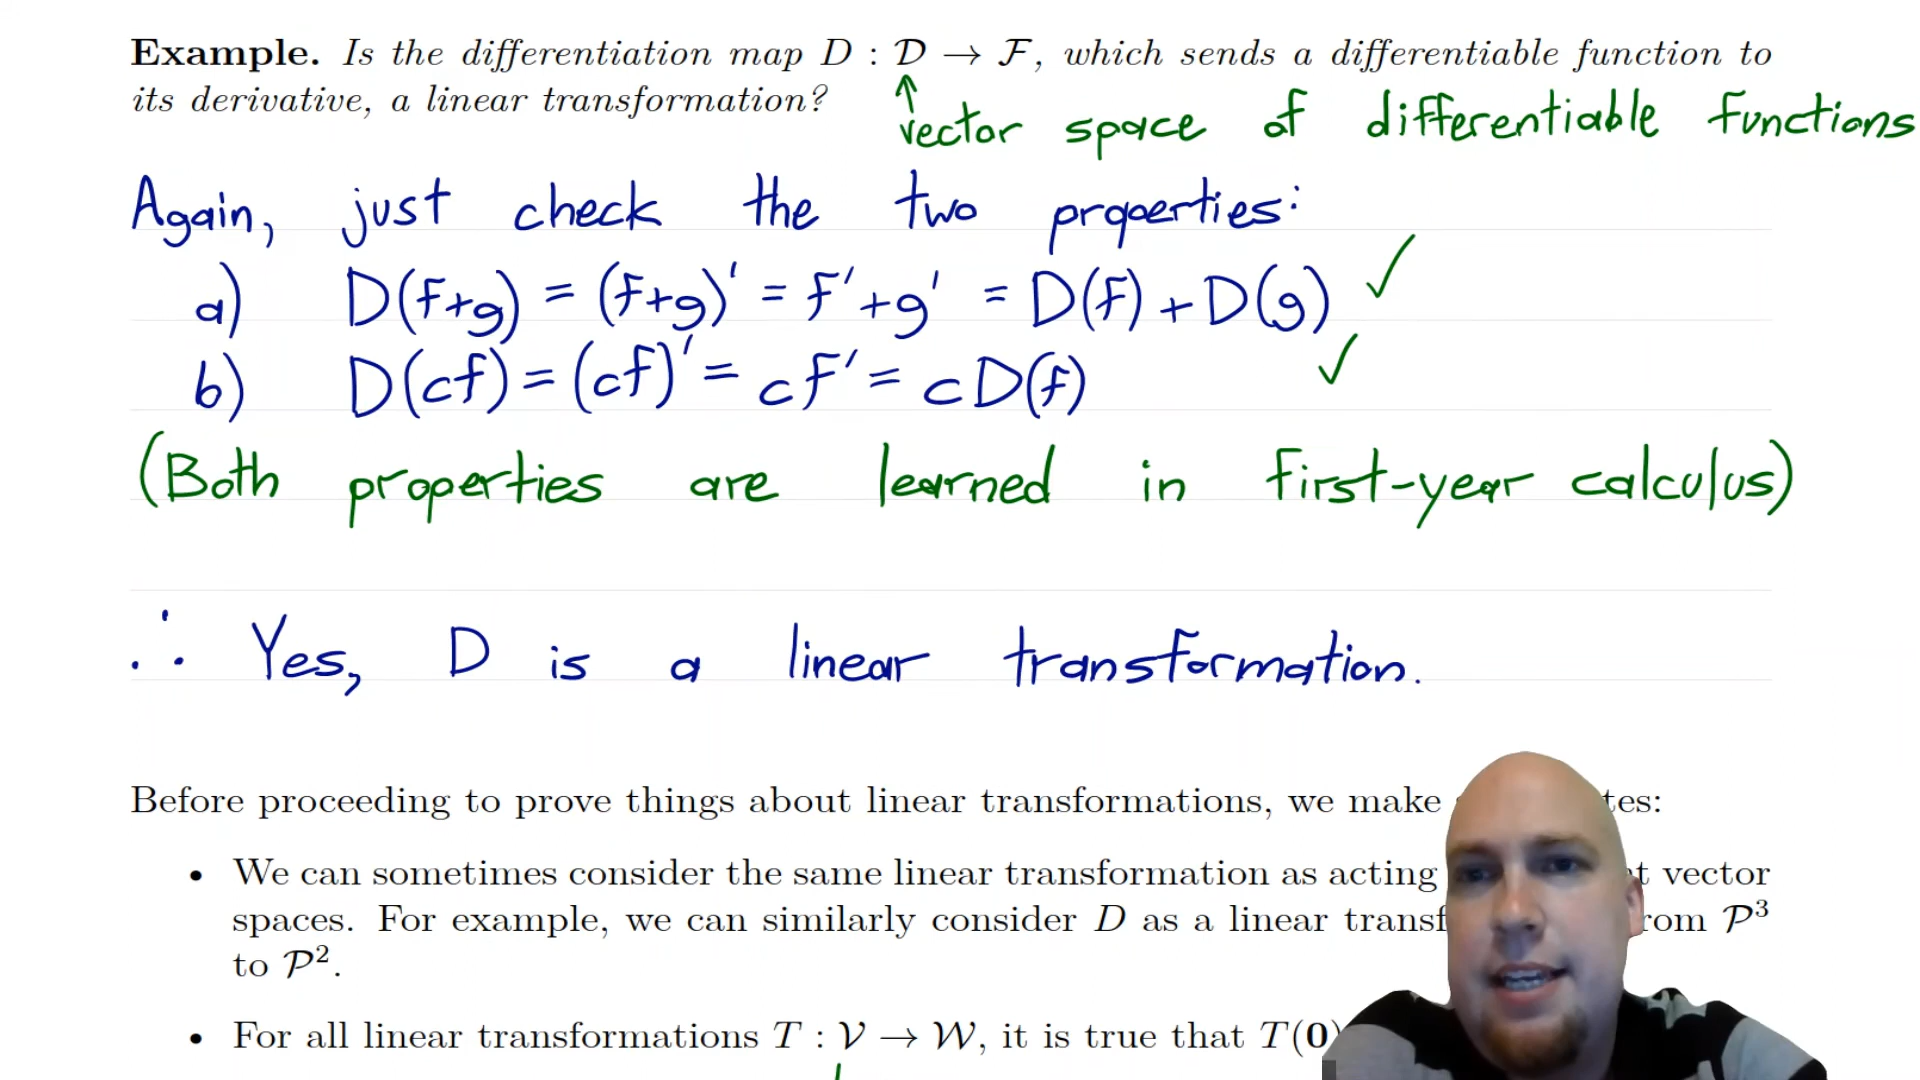 Example. Is the differentiation map D : 𝒟 → ℱ, which sends a differentiable function to
its derivative, a linear transformation?
↑
vector space of differentiable functions
Again, just check the two properties:
a) D(f+g) = (f+g)' = f'+g' = D(f)+D(g) ✓
b) D(cf) = (cf)' = cf' = cD(f) ✓
(Both properties are learned in first-year calculus)
∴ Yes, D is a linear transformation.
Before proceeding to prove things about linear transformations, we make
• We can sometimes consider the same linear transformation as acting vector
spaces. For example, we can similarly consider D as a linear 𝒫³
to 𝒫².
• For all linear transformations T : 𝒱 → 𝒲, it is true that T(𝟎)